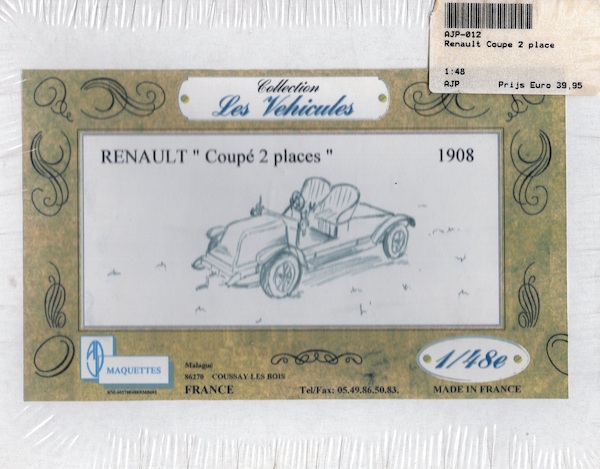 AJP-012
Renault Coupe 2 place
1:48
AJP Prijs Euro 39,95
Collection
Les Vehicules
RENAULT " Coupé 2 places " 1908
MAQUETTES
Malagué
86270 COUSSAY-LES BOIS
FRANCE
Tel/Fax: 05.49.86.50.83.
1/48e
MADE IN FRANCE